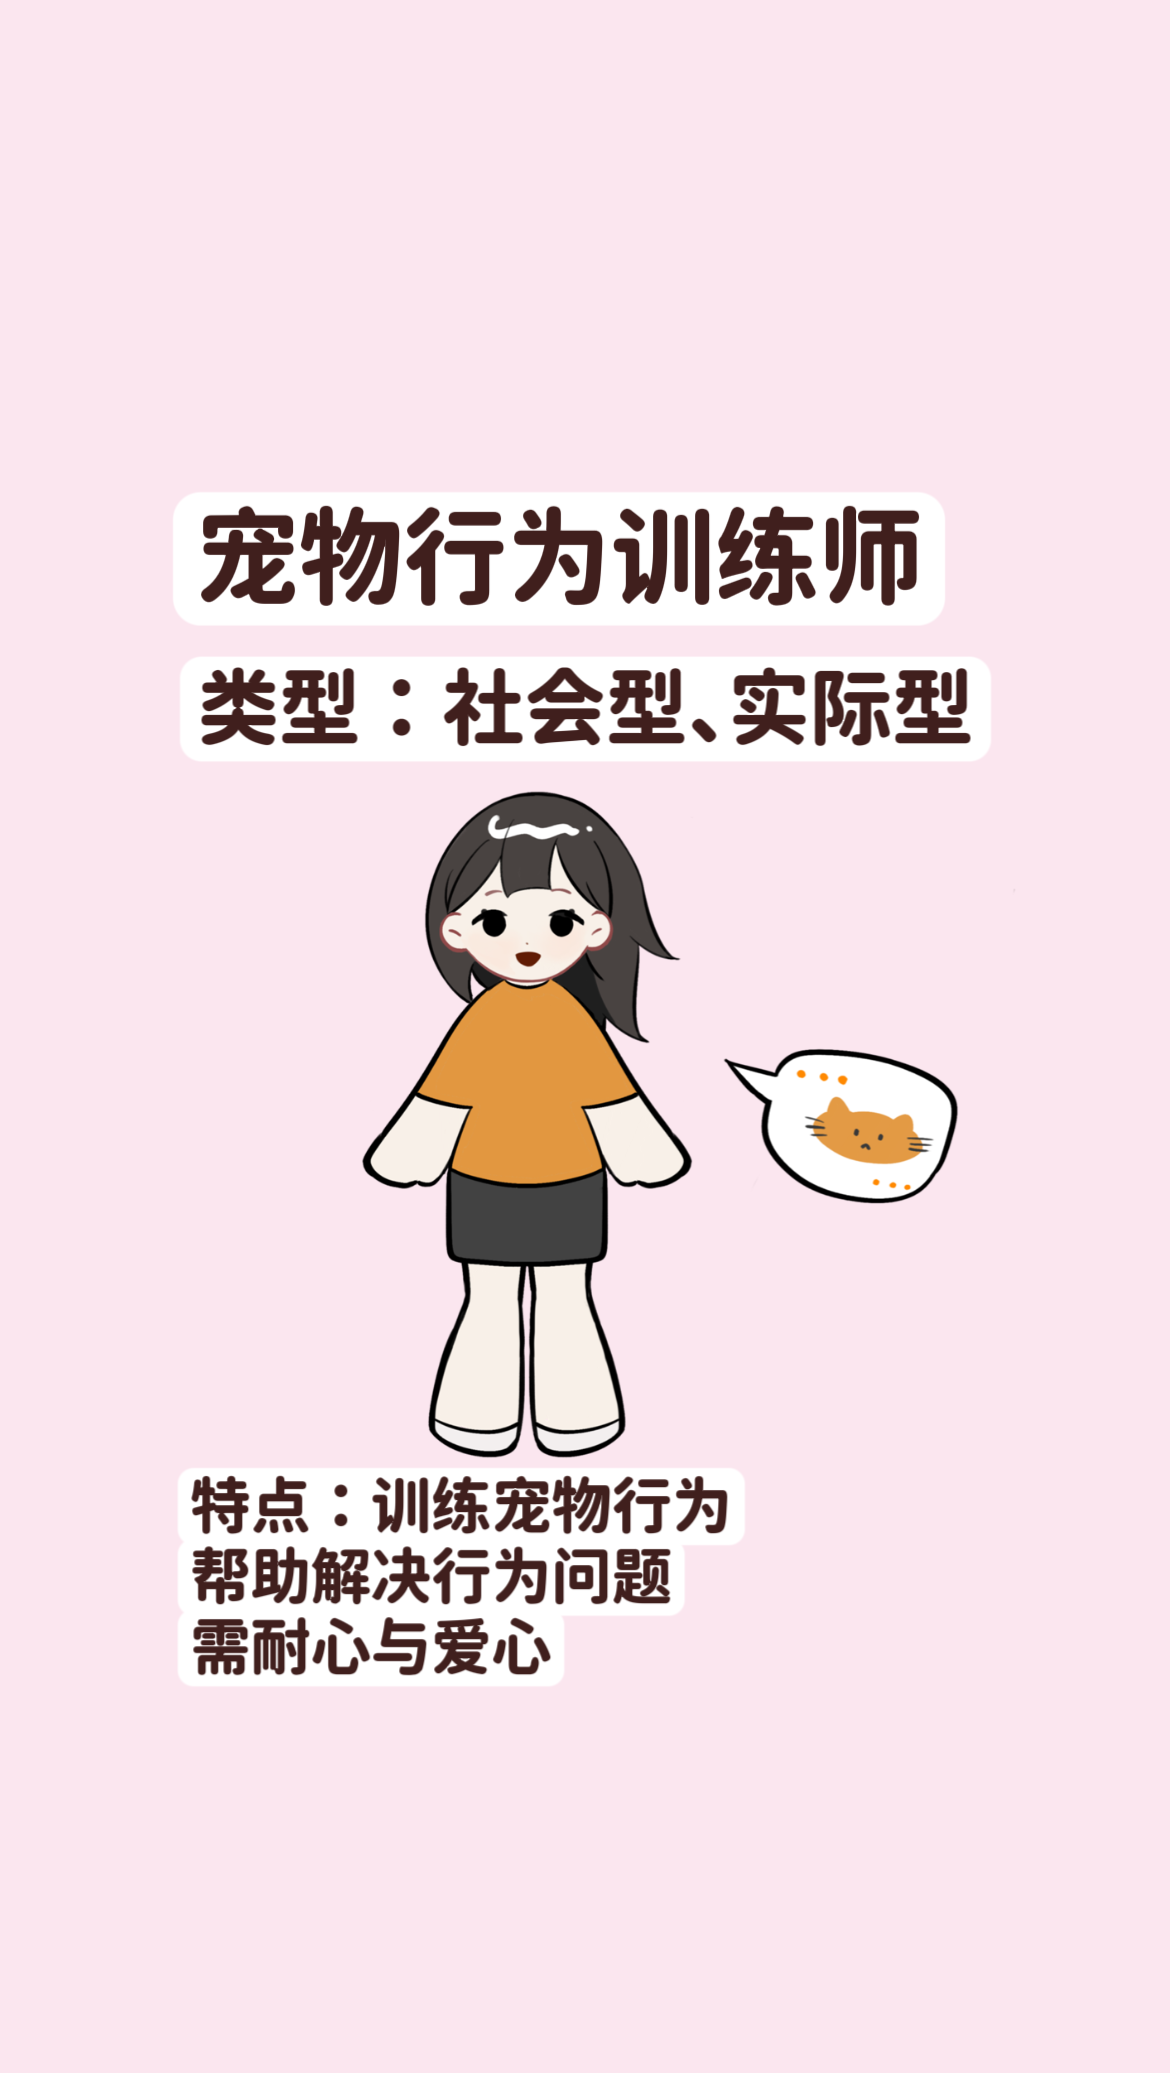 宠物行为训练师
类型：社会型、实际型
特点：训练宠物行为
帮助解决行为问题
需耐心与爱心